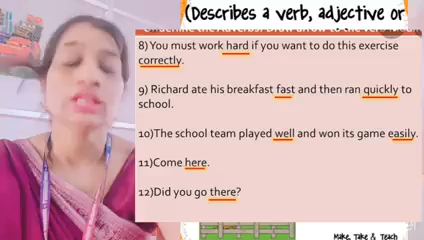 (Describes a verb, adjective or
8) You must work hard if you want to do this exercise
correctly.
9) Richard ate his breakfast fast and then ran quickly to
school.
10)The school team played well and won its game easily.
11)Come here.
12)Did you go there?
Make, Take & Teach